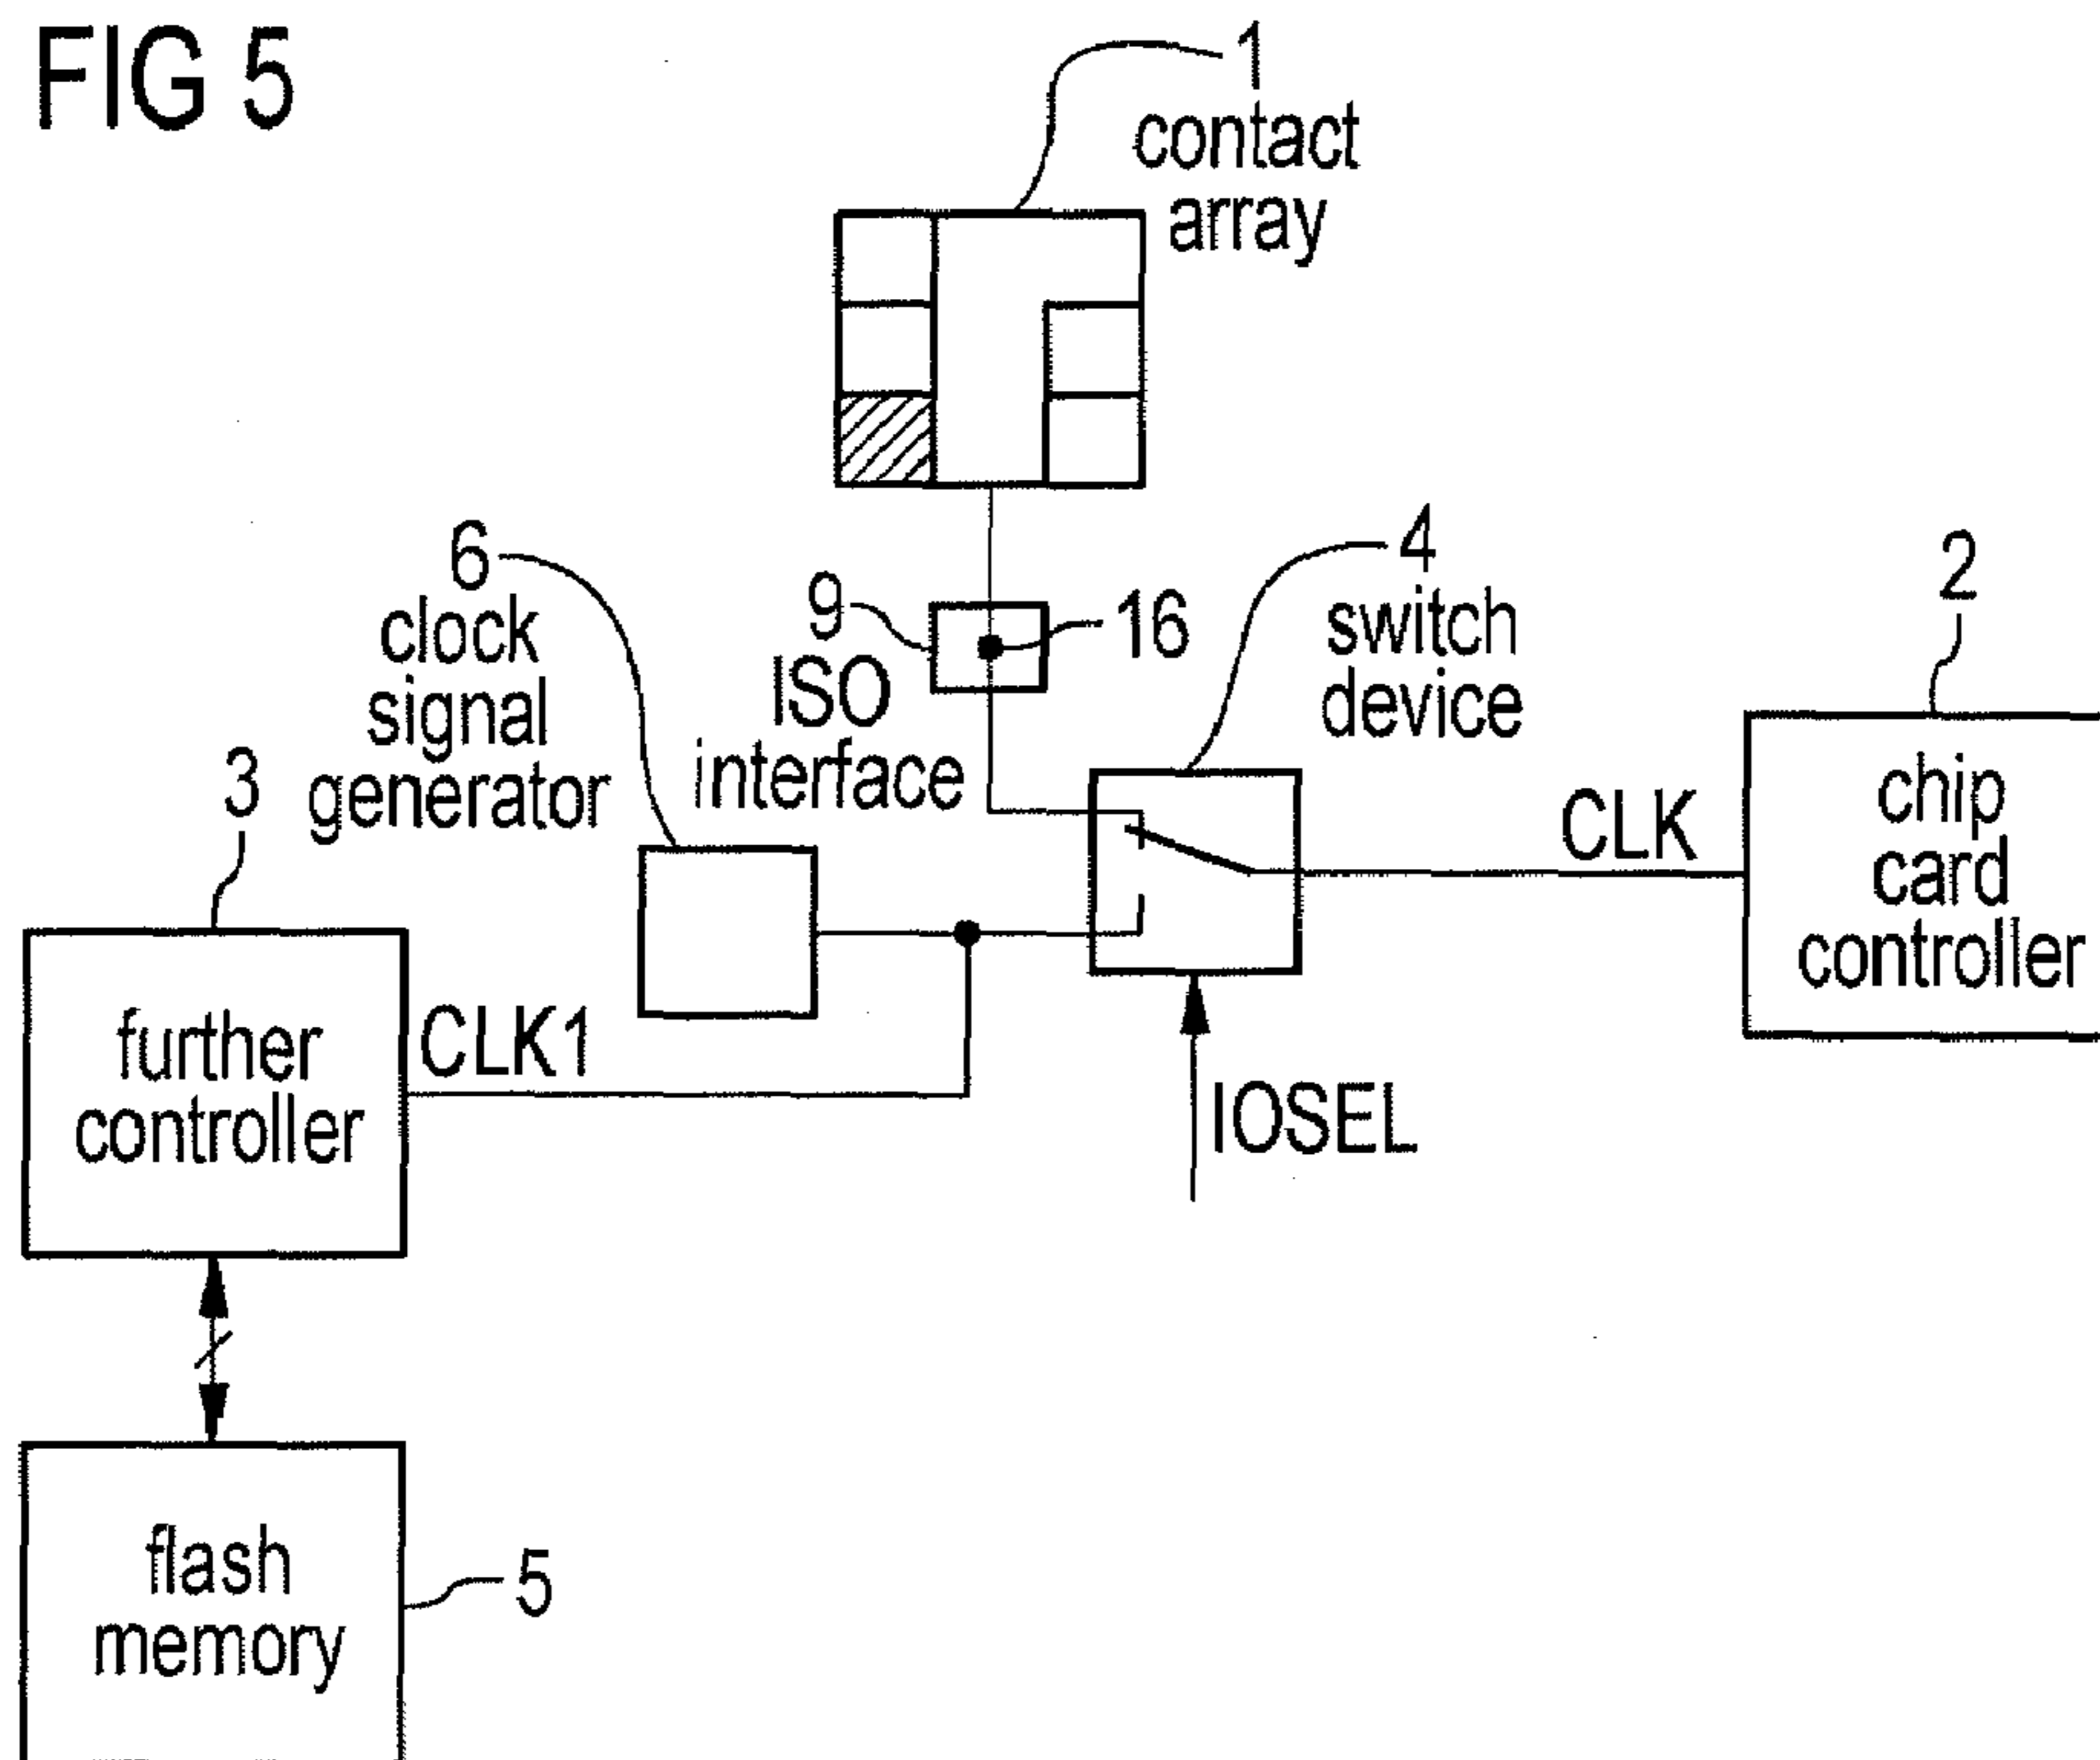 FIG 5
1
contact
array
6
clock
signal
generator
9
ISO
interface
16
4
switch
device
2
chip
card
controller
CLK
3
further
controller
CLK1
IOSEL
flash
memory
5